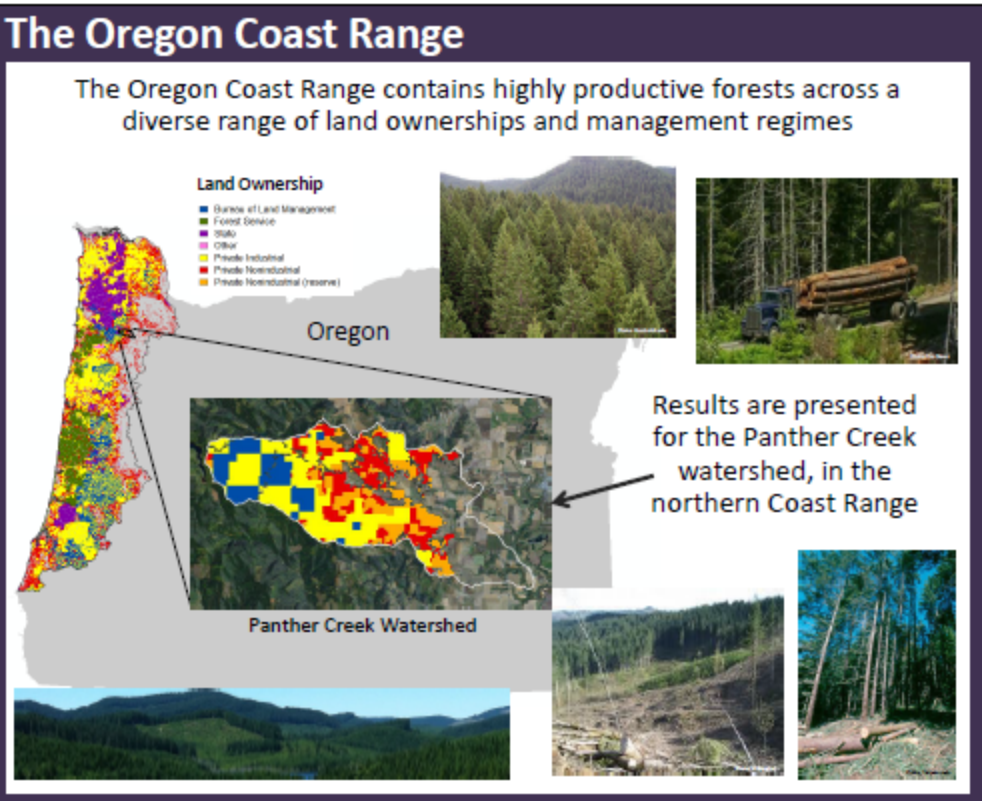 The Oregon Coast Range
The Oregon Coast Range contains highly productive forests across a
diverse range of land ownerships and management regimes
Land Ownership
Bureau of Land Management
Forest Service
State
Other
Private Industrial
Private Nonindustrial
Private Nonindustrial (reserve)
Oregon
Results are presented
for the Panther Creek
watershed, in the
northern Coast Range
Panther Creek Watershed